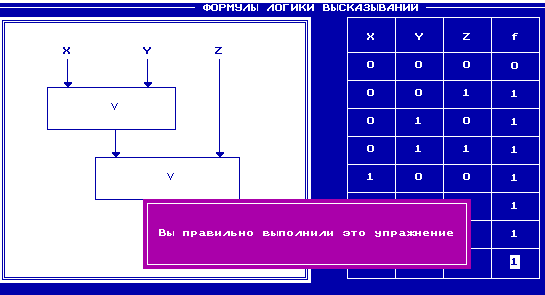 ФОРМУЛЫ ЛОГИКИ ВЫСКАЗЫВАНИЙ
X Y Z
V
V
X Y Z f
0 0 0 0
0 0 1 1
0 1 0 1
0 1 1 1
1 0 0 1
1
1
1
Вы правильно выполнили это упражнение